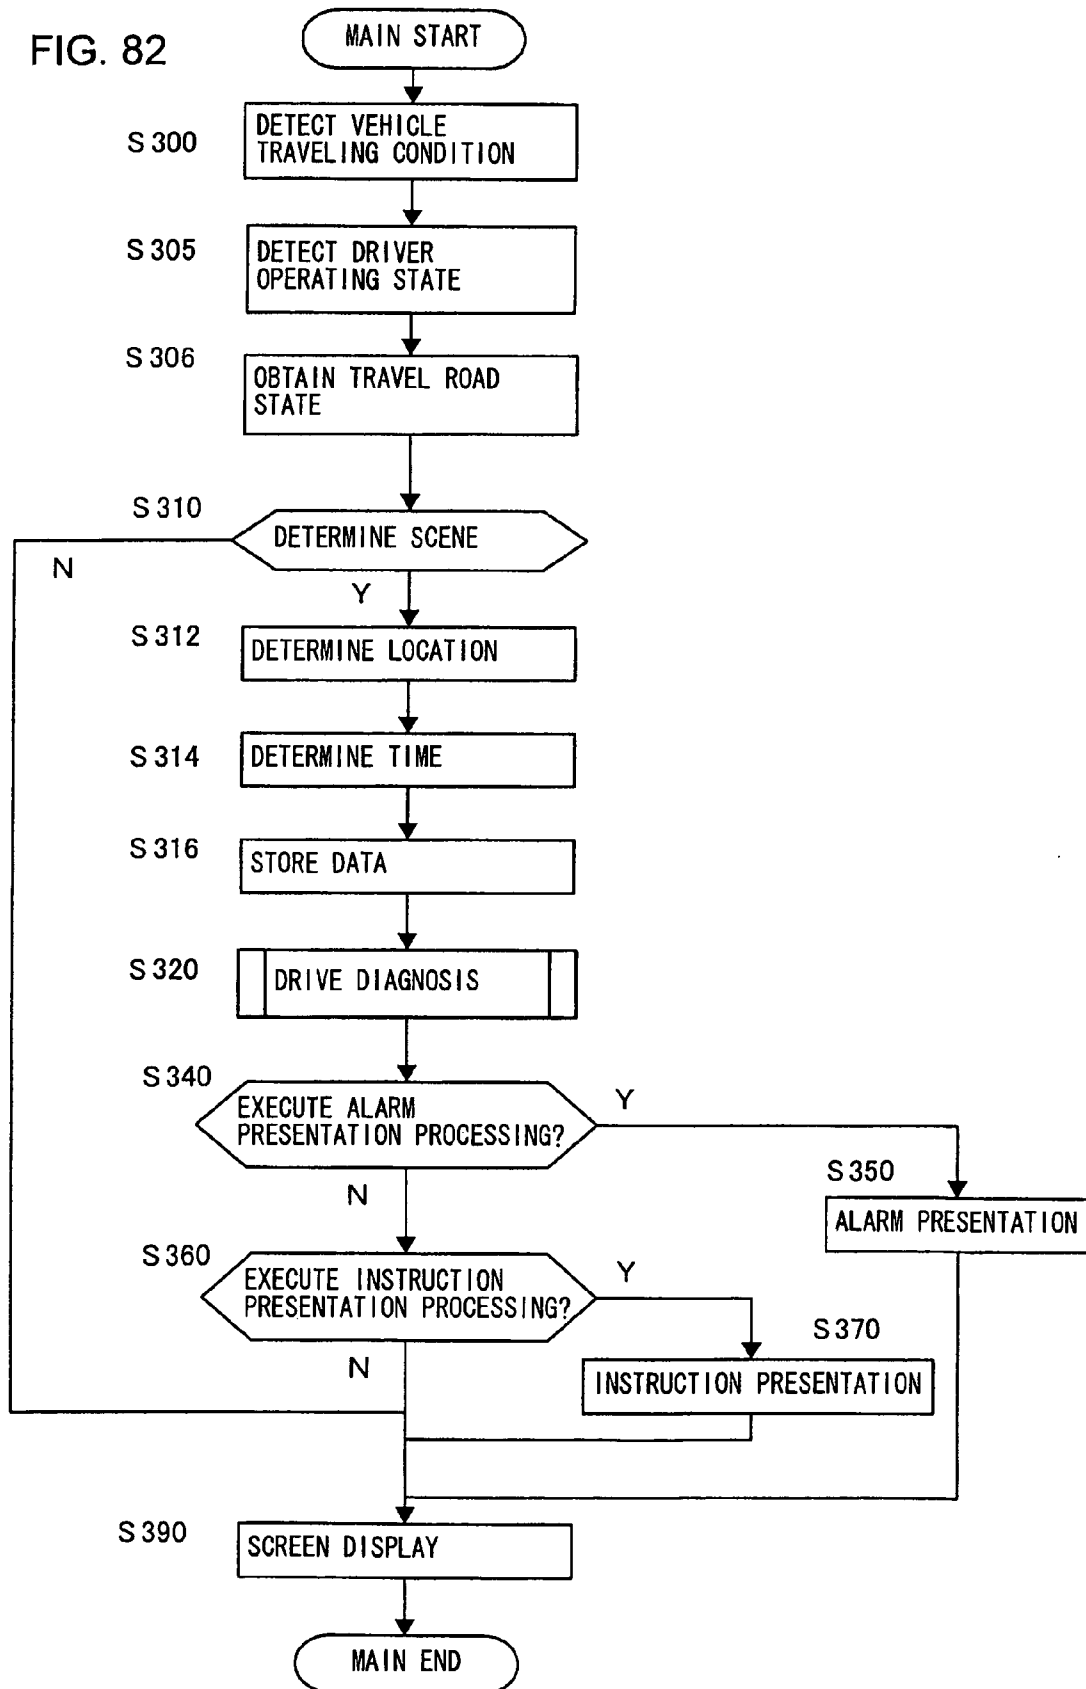 FIG. 82
MAIN START
S300
DETECT VEHICLE
TRAVELING CONDITION
S305
DETECT DRIVER
OPERATING STATE
S306
OBTAIN TRAVEL ROAD
STATE
S310
DETERMINE SCENE
N
Y
S312
DETERMINE LOCATION
S314
DETERMINE TIME
S316
STORE DATA
S320
DRIVE DIAGNOSIS
S340
EXECUTE ALARM
PRESENTATION PROCESSING?
Y
N
S350
ALARM PRESENTATION
S360
EXECUTE INSTRUCTION
PRESENTATION PROCESSING?
Y
N
S370
INSTRUCTION PRESENTATION
S390
SCREEN DISPLAY
MAIN END